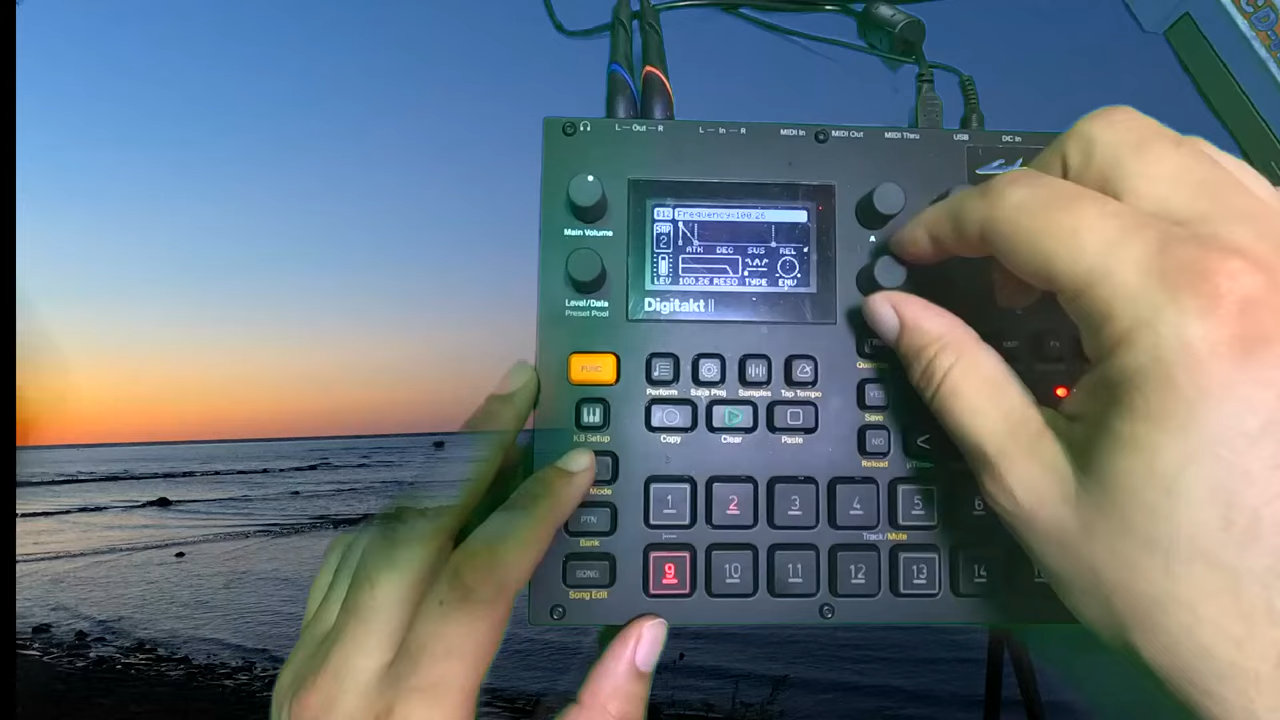 L — Out — R
L — In — R
MIDI In
MIDI Out
MIDI Thru
USB
DC In
Main Volume
Level/Data
Preset Pool
Frequency=100.26
2
ATK DEC SUS REL
LEV 100.26 RESO TYPE ENV
Digitakt II
A
FUNC
KB Setup
Mode
PTN
Bank
SONG
Song Edit
Perform
Save Proj
Samples
Tap Tempo
Copy
Clear
Paste
YES
Save
NO
Reload
<
1 2 3 4 5 6
Track/Mute
9 10 11 12 13 14